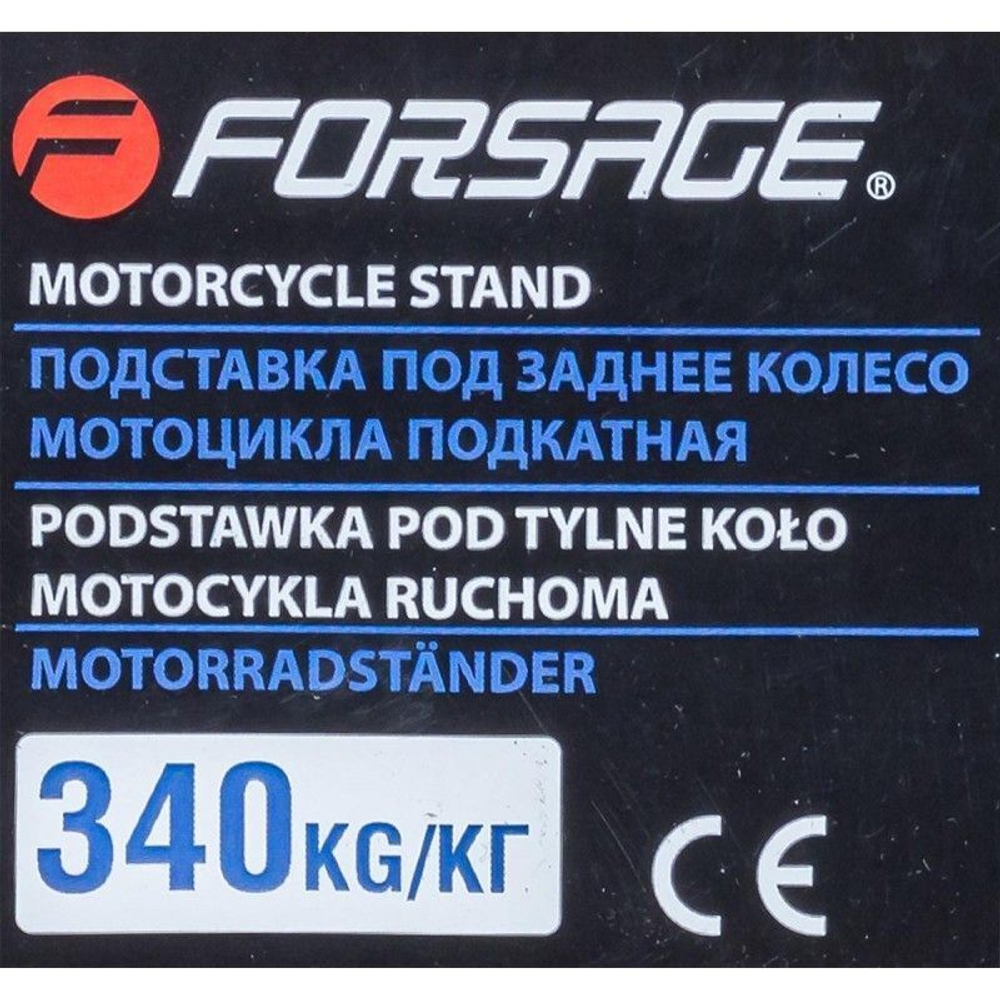 FORSAGE®
MOTORCYCLE STAND
ПОДСТАВКА ПОД ЗАДНЕЕ КОЛЕСО
МОТОЦИКЛА ПОДКАТНАЯ
PODSTAWKA POD TYLNE KOŁO
MOTOCYKLA RUCHOMA
MOTORRADSTÄNDER
340KG/КГ
CE